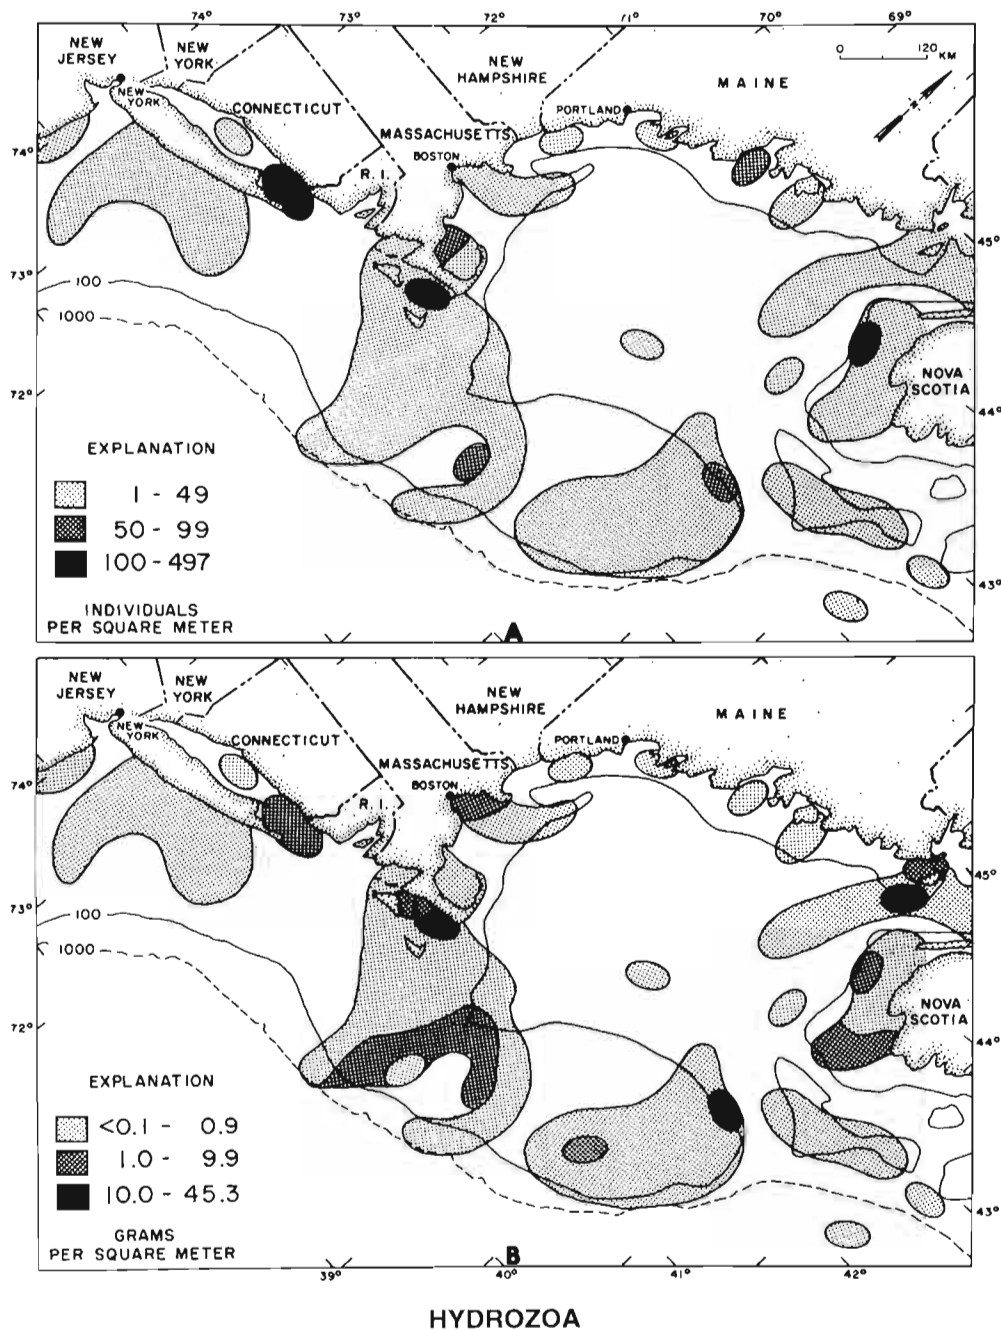 74°
73°
72°
71°
70°
69°
NEW JERSEY
NEW YORK
NEW YORK
CONNECTICUT
MASSACHUSETTS
BOSTON
R. I.
NEW HAMPSHIRE
PORTLAND
MAINE
0 120 KM
74°
73°
72°
45°
44°
43°
100
1000
NOVA SCOTIA
EXPLANATION
1 - 49
50 - 99
100 - 497
INDIVIDUALS
PER SQUARE METER
A
NEW JERSEY
NEW YORK
NEW YORK
CONNECTICUT
MASSACHUSETTS
BOSTON
R. I.
NEW HAMPSHIRE
PORTLAND
MAINE
74°
73°
72°
45°
44°
43°
100
1000
NOVA SCOTIA
EXPLANATION
<0.1 - 0.9
1.0 - 9.9
10.0 - 45.3
GRAMS
PER SQUARE METER
B
39°
40°
41°
42°
HYDROZOA